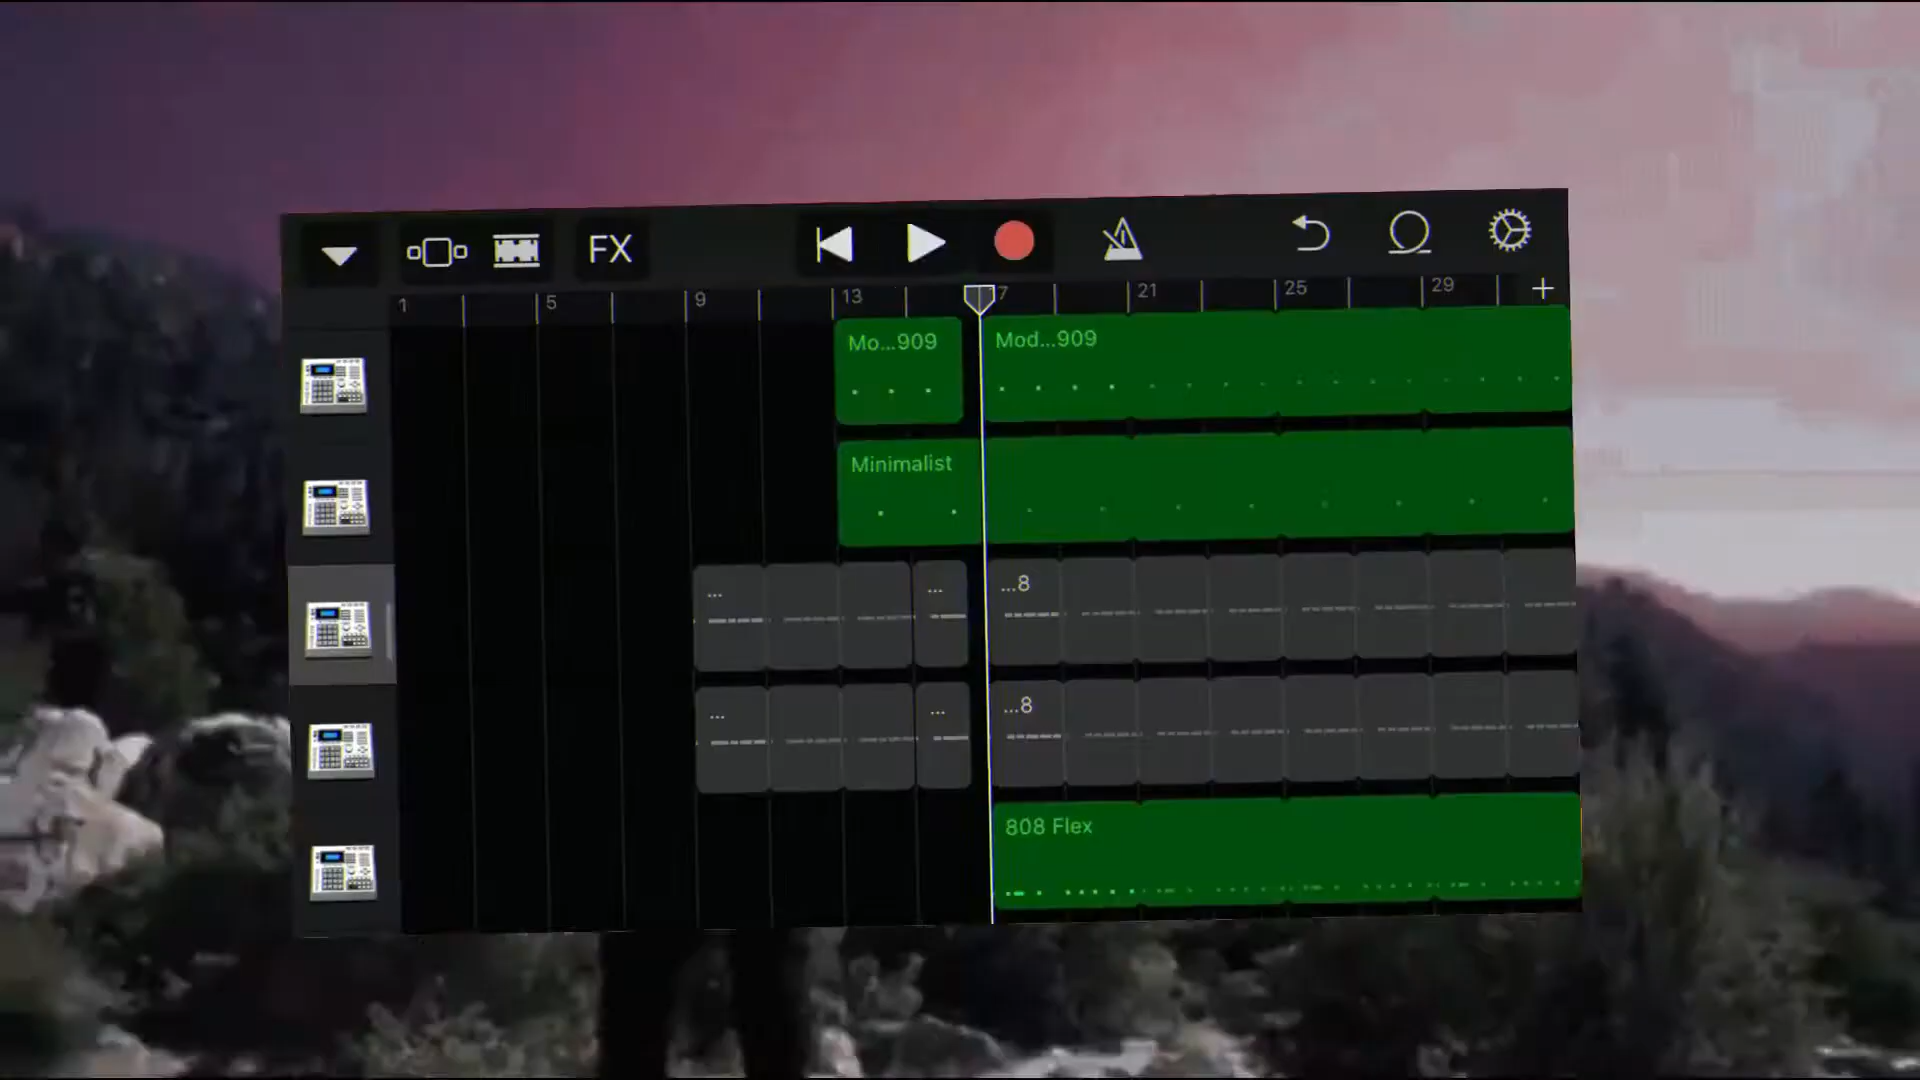 FX
1 5 9 13 7 21 25 29 +
Mo...909 Mod...909
Minimalist
... ... ...8
... ... ...8
808 Flex